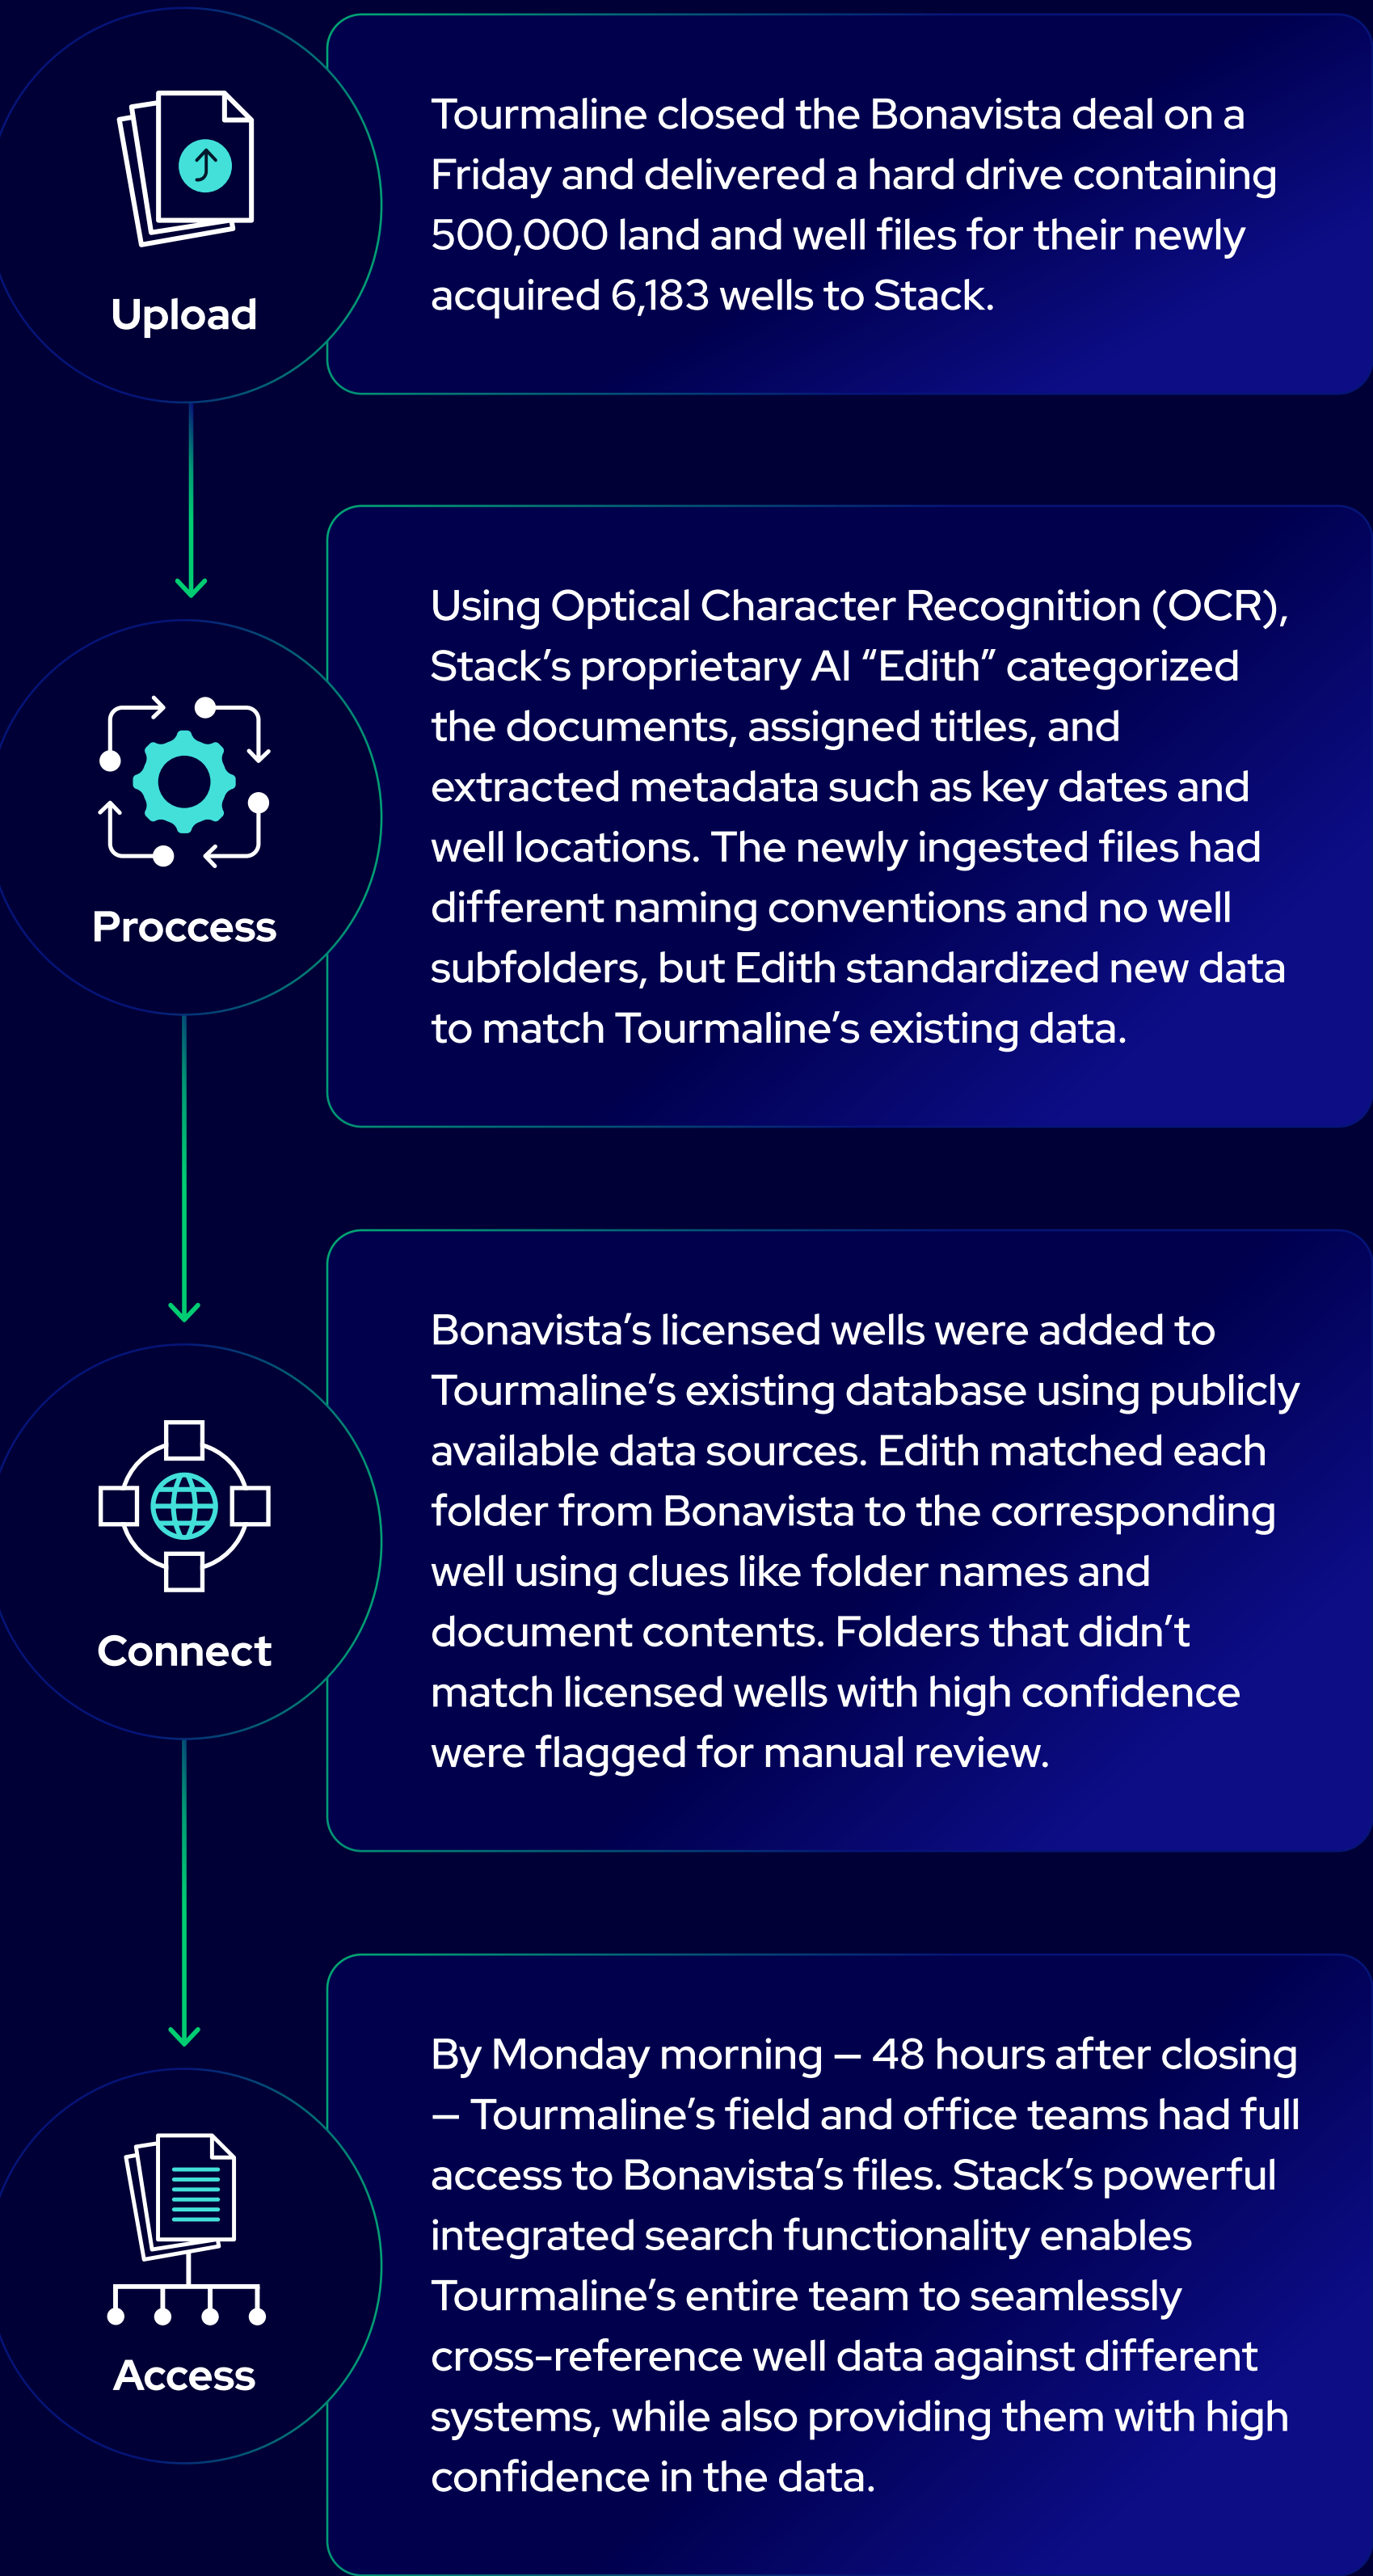 Upload
Tourmaline closed the Bonavista deal on a
Friday and delivered a hard drive containing
500,000 land and well files for their newly
acquired 6,183 wells to Stack.
Proccess
Using Optical Character Recognition (OCR),
Stack’s proprietary AI “Edith” categorized
the documents, assigned titles, and
extracted metadata such as key dates and
well locations. The newly ingested files had
different naming conventions and no well
subfolders, but Edith standardized new data
to match Tourmaline’s existing data.
Connect
Bonavista’s licensed wells were added to
Tourmaline’s existing database using publicly
available data sources. Edith matched each
folder from Bonavista to the corresponding
well using clues like folder names and
document contents. Folders that didn’t
match licensed wells with high confidence
were flagged for manual review.
Access
By Monday morning — 48 hours after closing
— Tourmaline’s field and office teams had full
access to Bonavista’s files. Stack’s powerful
integrated search functionality enables
Tourmaline’s entire team to seamlessly
cross-reference well data against different
systems, while also providing them with high
confidence in the data.